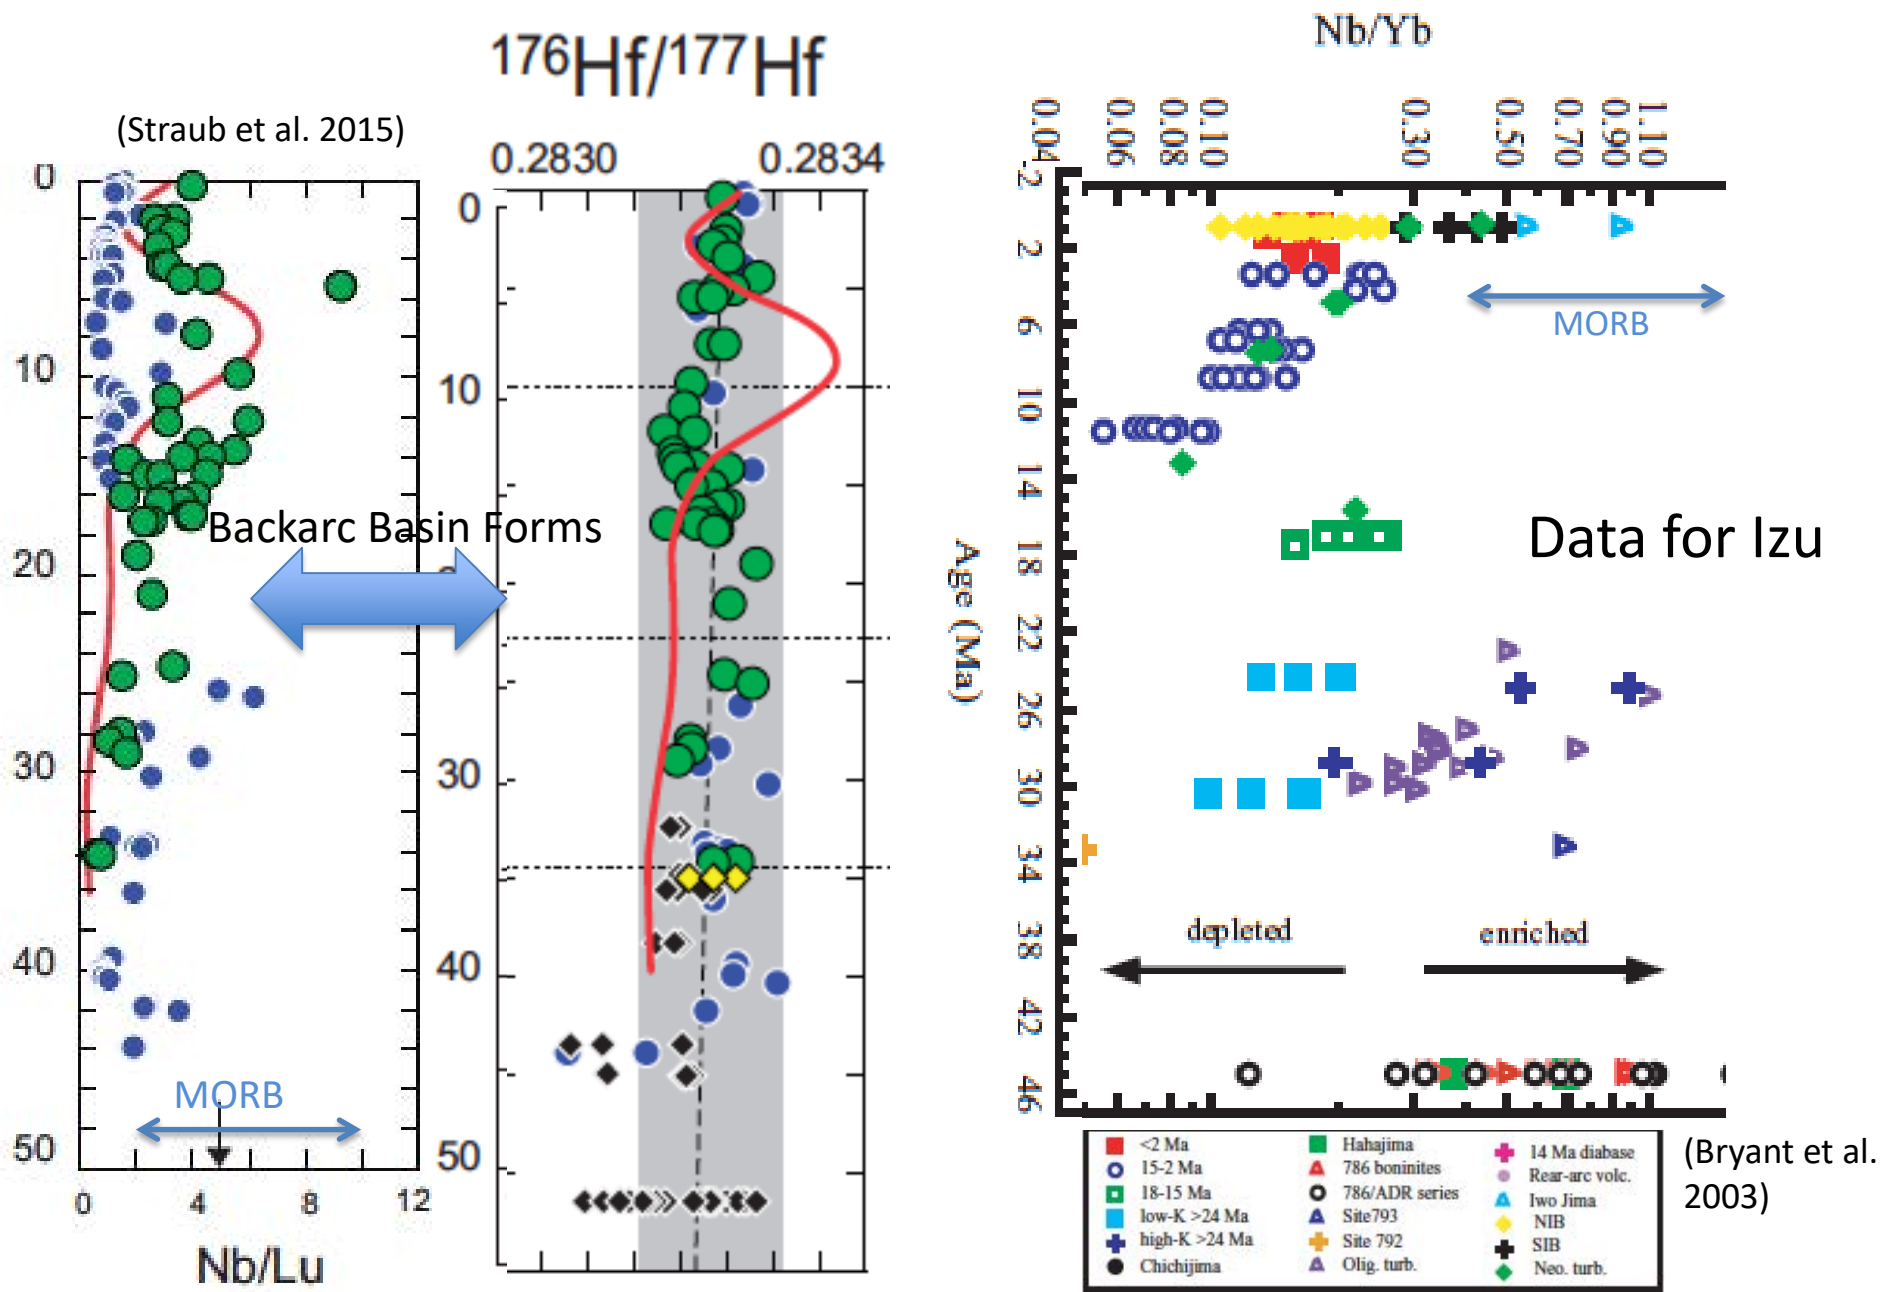 176Hf/177Hf
Nb/Yb
(Straub et al. 2015)
0.2830
0.2834
0.04
0.06
0.08
0.10
0.30
0.50
0.70
0.90
1.10
0
10
20
30
40
50
0
10
30
40
50
-2
2
6
10
14
18
22
26
30
34
38
42
46
Age (Ma)
MORB
Backarc Basin Forms
Data for Izu
depleted
enriched
MORB
0
4
8
12
Nb/Lu
<2 Ma
15-2 Ma
18-15 Ma
low-K >24 Ma
high-K >24 Ma
Chichijima
Hahajima
786 boninites
786/ADR series
Site793
Site 792
Olig. turb.
14 Ma diabase
Rear-arc volc.
Iwo Jima
NIB
SIB
Neo. turb.
(Bryant et al.
2003)